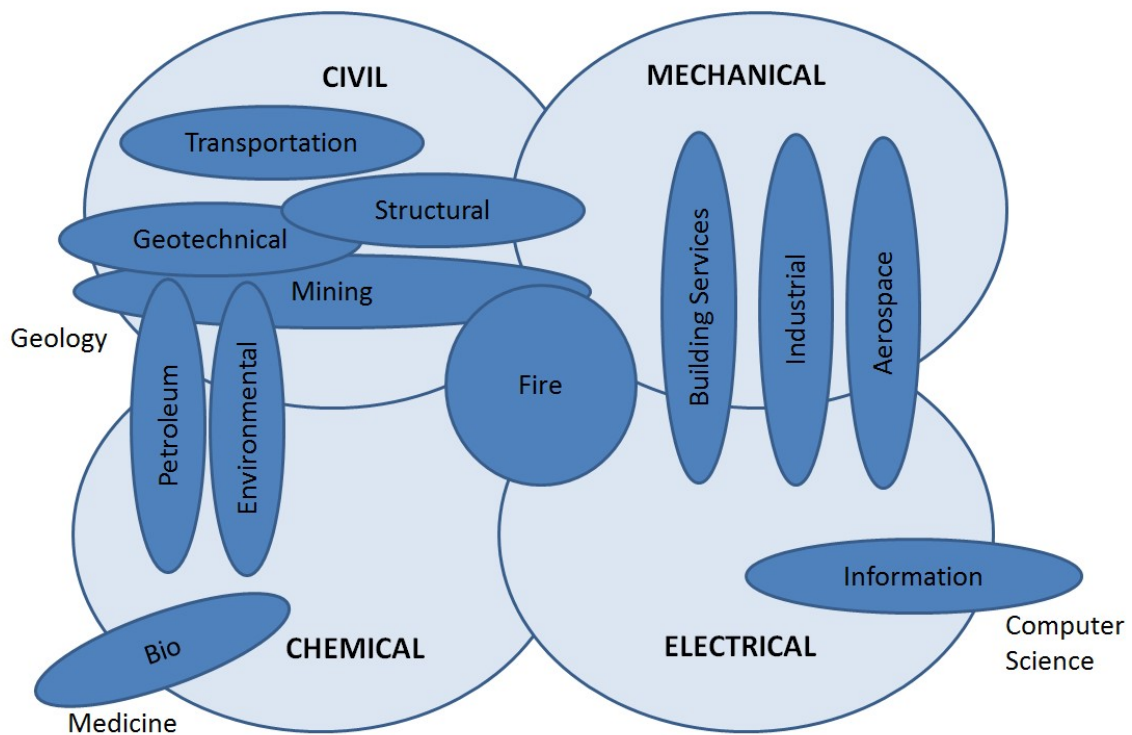 CIVIL
MECHANICAL
Transportation
Structural
Geotechnical
Mining
Geology
Petroleum
Environmental
Fire
Building Services
Industrial
Aerospace
Information
Computer
Science
Bio
CHEMICAL
ELECTRICAL
Medicine